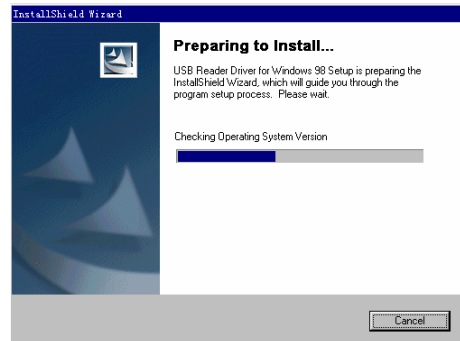 InstallShield Wizard
Preparing to Install...
USB Reader Driver for Windows 98 Setup is preparing the
InstallShield Wizard, which will guide you through the
program setup process. Please wait.
Checking Operating System Version
Cancel